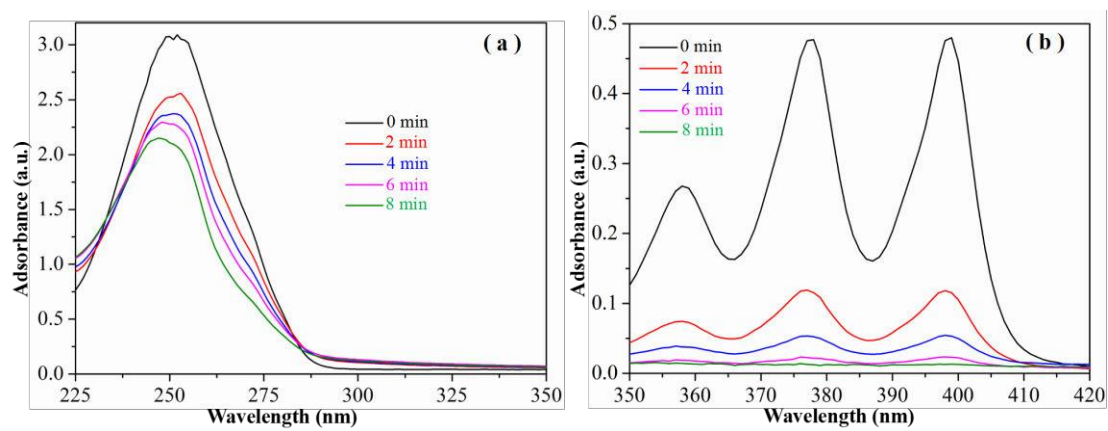 ( a )
3.0
2.5
2.0
1.5
1.0
0.5
0.0
0 min
2 min
4 min
6 min
8 min
Adsorbance (a.u.)
225 250 275 300 325 350
Wavelength (nm)
( b )
0.5
0.4
0.3
0.2
0.1
0.0
0 min
2 min
4 min
6 min
8 min
Adsorbance (a.u.)
350 360 370 380 390 400 410 420
Wavelength (nm)